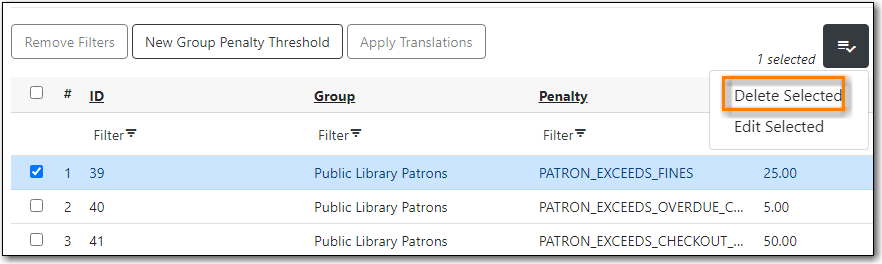 Remove Filters New Group Penalty Threshold Apply Translations
1 selected
# ID Group Penalty
Delete Selected
Filter Filter Filter
Edit Selected
1 39 Public Library Patrons PATRON_EXCEEDS_FINES 25.00
2 40 Public Library Patrons PATRON_EXCEEDS_OVERDUE_C... 5.00
3 41 Public Library Patrons PATRON_EXCEEDS_CHECKOUT_... 50.00